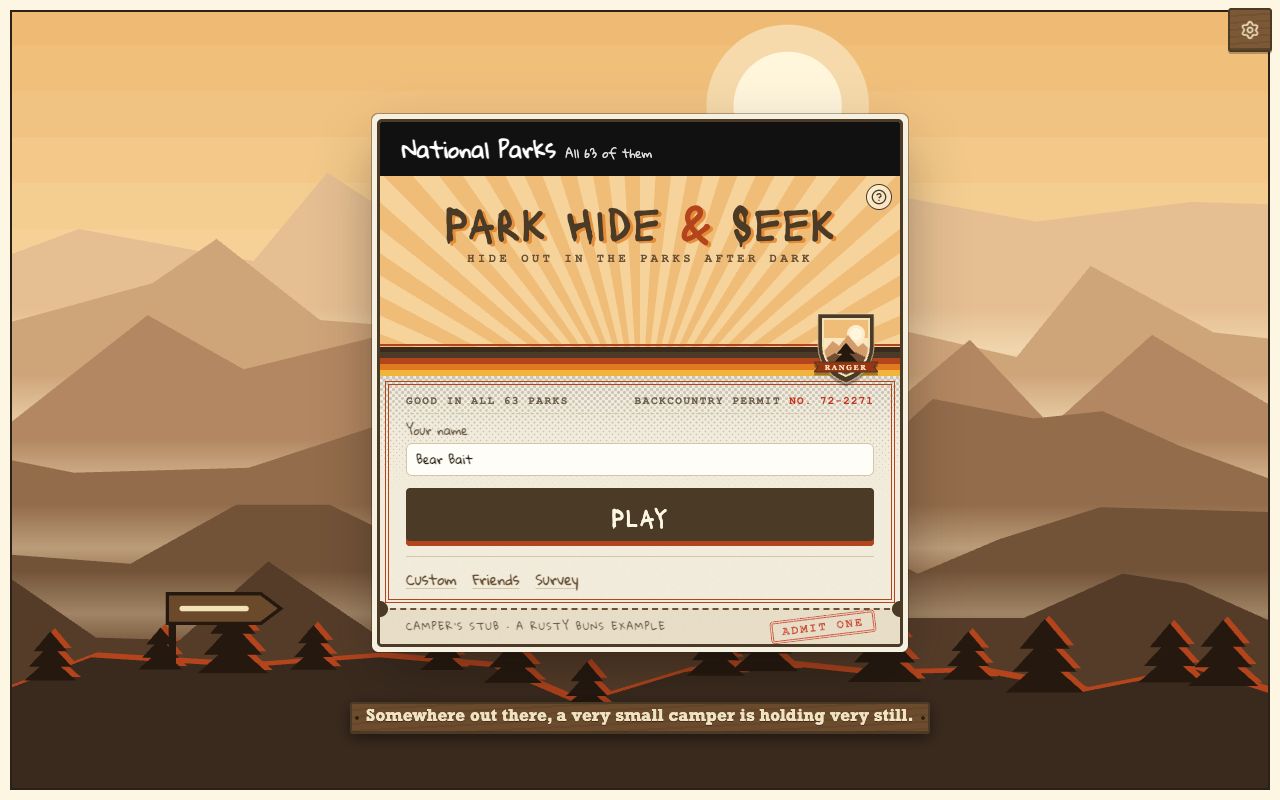 National Parks All 63 of them
PARK HIDE & SEEK
HIDE OUT IN THE PARKS AFTER DARK
RANGER
GOOD IN ALL 63 PARKS BACKCOUNTRY PERMIT NO. 72-2271
Your name
Bear Bait
PLAY
Custom Friends Survey
CAMPER'S STUB · A RUSTY BUNS EXAMPLE
ADMIT ONE
Somewhere out there, a very small camper is holding very still.